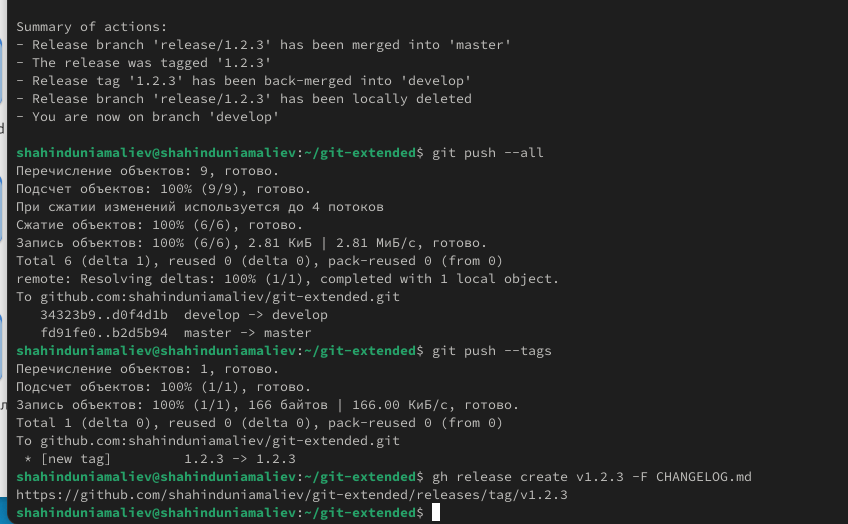 Summary of actions:
- Release branch 'release/1.2.3' has been merged into 'master'
- The release was tagged '1.2.3'
- Release tag '1.2.3' has been back-merged into 'develop'
- Release branch 'release/1.2.3' has been locally deleted
- You are now on branch 'develop'
shahinduniamaliev@shahinduniamaliev:~/git-extended$ git push --all
Перечисление объектов: 9, готово.
Подсчет объектов: 100% (9/9), готово.
При сжатии изменений используется до 4 потоков
Сжатие объектов: 100% (6/6), готово.
Запись объектов: 100% (6/6), 2.81 КиБ | 2.81 МиБ/с, готово.
Total 6 (delta 1), reused 0 (delta 0), pack-reused 0 (from 0)
remote: Resolving deltas: 100% (1/1), completed with 1 local object.
To github.com:shahinduniamaliev/git-extended.git
   34323b9..d0f4d1b  develop -> develop
   fd91fe0..b2d5b94  master -> master
shahinduniamaliev@shahinduniamaliev:~/git-extended$ git push --tags
Перечисление объектов: 1, готово.
Подсчет объектов: 100% (1/1), готово.
Запись объектов: 100% (1/1), 166 байтов | 166.00 КиБ/с, готово.
Total 1 (delta 0), reused 0 (delta 0), pack-reused 0 (from 0)
To github.com:shahinduniamaliev/git-extended.git
 * [new tag]         1.2.3 -> 1.2.3
shahinduniamaliev@shahinduniamaliev:~/git-extended$ gh release create v1.2.3 -F CHANGELOG.md
https://github.com/shahinduniamaliev/git-extended/releases/tag/v1.2.3
shahinduniamaliev@shahinduniamaliev:~/git-extended$